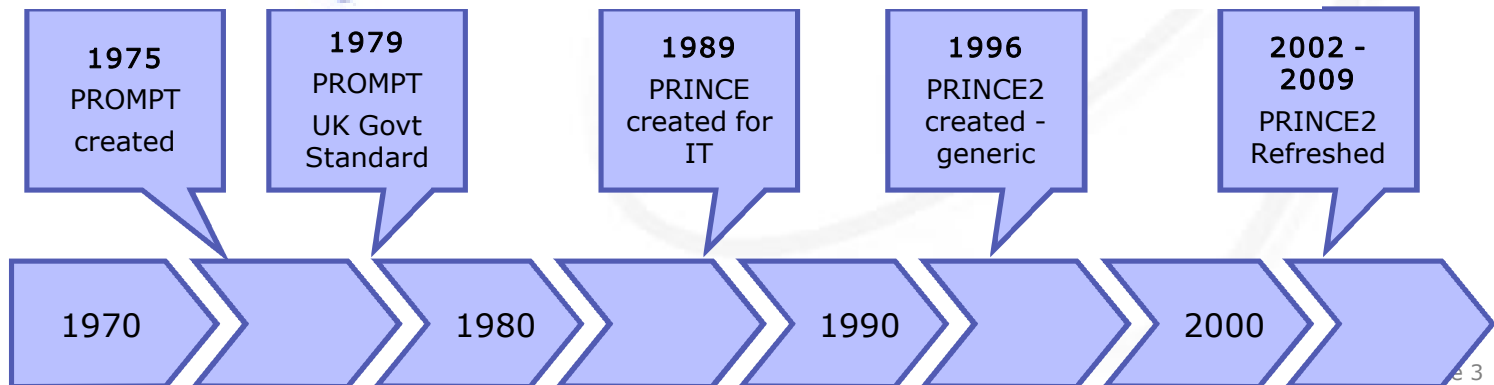 1975
PROMPT
created
1979
PROMPT
UK Govt
Standard
1989
PRINCE
created for
IT
1996
PRINCE2
created -
generic
2002 -
2009
PRINCE2
Refreshed
1970
1980
1990
2000
e 3